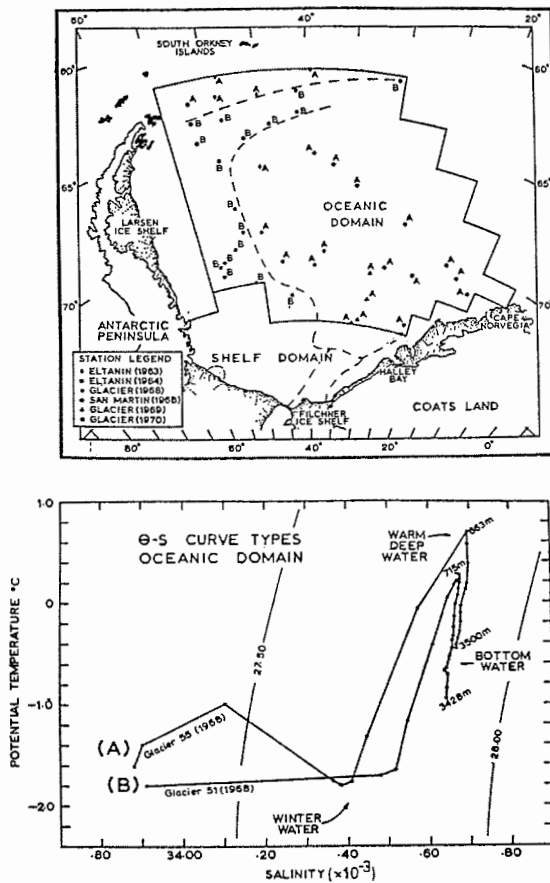 80° 60° 40° 20°
SOUTH ORKNEY
ISLANDS
60°
60°
A A A A B A B
B B B B
B B A A
B A OCEANIC
DOMAIN
65°
65°
LARSEN
ICE SHELF
B B A A
B B A A A A A
B B B A A A A
70°
70°
ANTARCTIC
PENINSULA
SHELF DOMAIN
CAPE
NORVEGIA
HALLEY
BAY
STATION LEGEND
ELTANIN (1963)
ELTANIN (1964)
GLACIER (1968)
SAN MARTIN (1968)
GLACIER (1969)
GLACIER (1970)
FILCHNER
ICE SHELF
COATS LAND
80° 60° 40° 20° 0°
Θ-S CURVE TYPES
OCEANIC DOMAIN
WARM
DEEP
WATER
663m
715m
3500m
BOTTOM
WATER
3428m
27.50
28.00
(A)
Glacier 55 (1968)
(B)
Glacier 51 (1968)
WINTER
WATER
POTENTIAL TEMPERATURE °C
1.0
0
-1.0
-2.0
.80 34.00 .20 .40 .60 .80
SALINITY (×10⁻³)